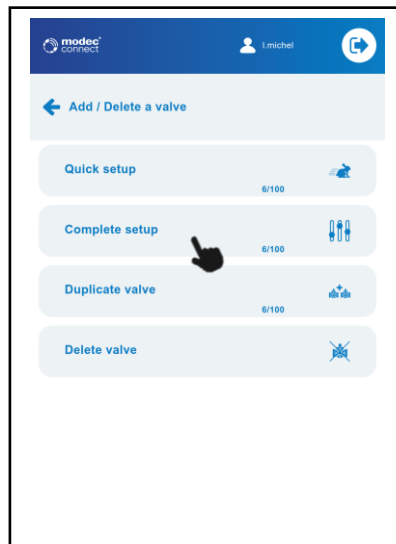 modec
connect
l.michel
Add / Delete a valve
Quick setup
6/100
Complete setup
6/100
Duplicate valve
6/100
Delete valve